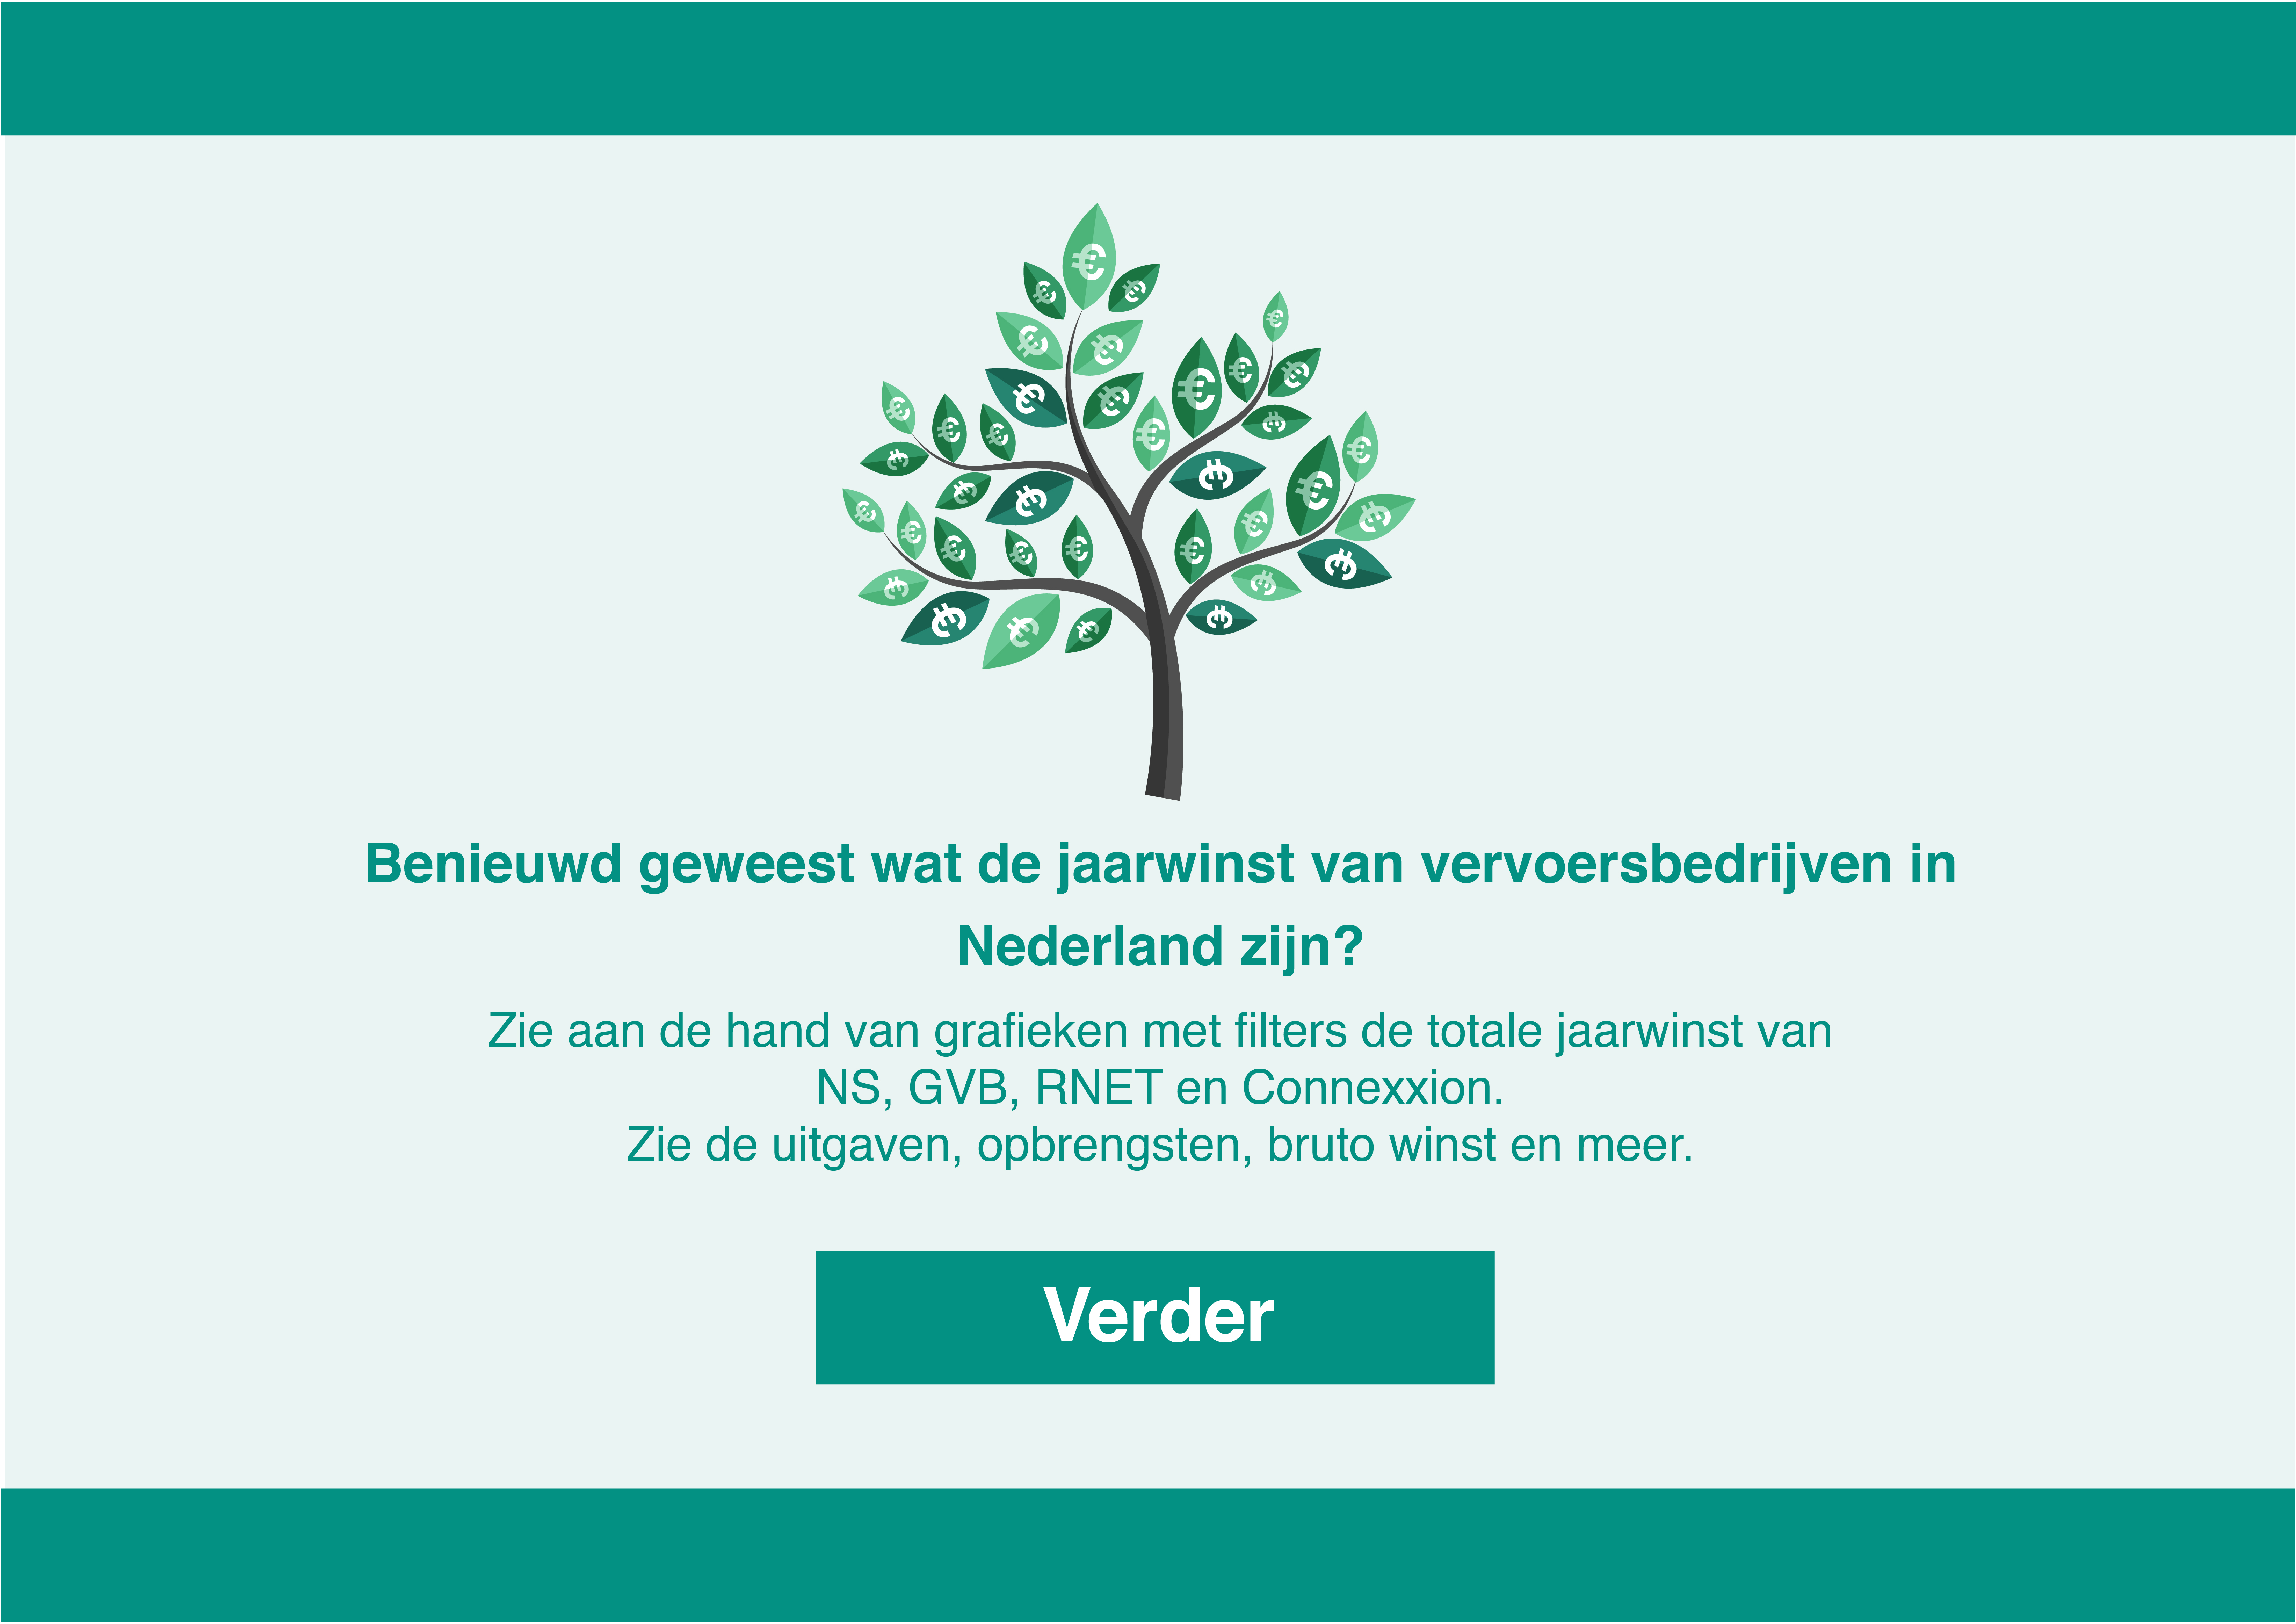 Benieuwd geweest wat de jaarwinst van vervoersbedrijven in
Nederland zijn?
Zie aan de hand van grafieken met filters de totale jaarwinst van
NS, GVB, RNET en Connexxion.
Zie de uitgaven, opbrengsten, bruto winst en meer.
Verder